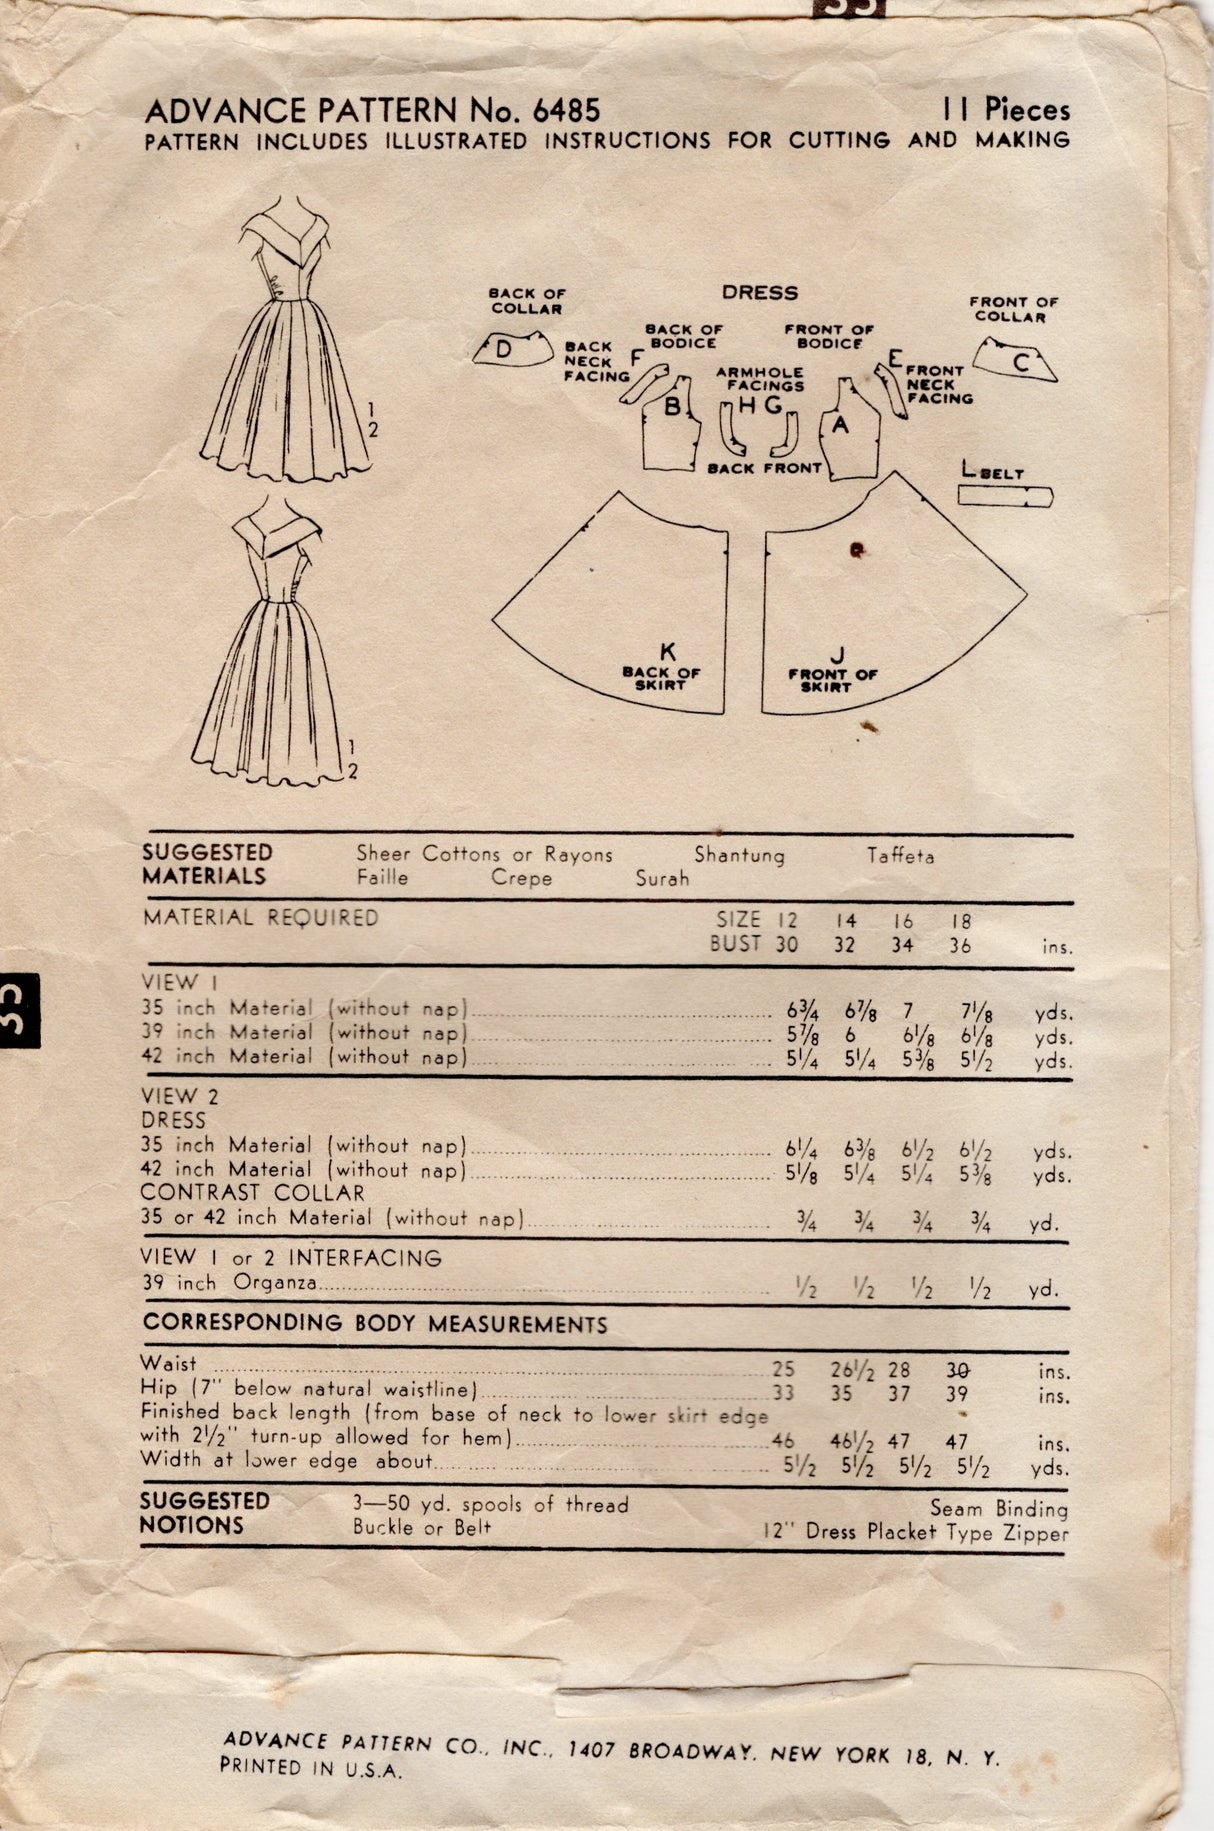 35
ADVANCE PATTERN No. 6485 11 Pieces
PATTERN INCLUDES ILLUSTRATED INSTRUCTIONS FOR CUTTING AND MAKING
1
2
1
2
DRESS
BACK OF
COLLAR
D
BACK
NECK
FACING
F
BACK OF
BODICE
B
ARMHOLE
FACINGS
H G
BACK FRONT
FRONT OF
BODICE
A
E
FRONT
NECK
FACING
FRONT OF
COLLAR
C
L BELT
K
BACK OF
SKIRT
J
FRONT OF
SKIRT
SUGGESTED Sheer Cottons or Rayons Shantung Taffeta
MATERIALS Faille Crepe Surah
MATERIAL REQUIRED SIZE 12 14 16 18
BUST 30 32 34 36 ins.
35
VIEW 1
35 inch Material (without nap) 6¾ 6⅞ 7 7⅛ yds.
39 inch Material (without nap) 5⅞ 6 6⅛ 6⅛ yds.
42 inch Material (without nap) 5¼ 5¼ 5⅜ 5½ yds.
VIEW 2
DRESS
35 inch Material (without nap) 6¼ 6⅜ 6½ 6½ yds.
42 inch Material (without nap) 5⅛ 5¼ 5¼ 5⅜ yds.
CONTRAST COLLAR
35 or 42 inch Material (without nap) ¾ ¾ ¾ ¾ yd.
VIEW 1 or 2 INTERFACING
39 inch Organza ½ ½ ½ ½ yd.
CORRESPONDING BODY MEASUREMENTS
Waist 25 26½ 28 30 ins.
Hip (7" below natural waistline) 33 35 37 39 ins.
Finished back length (from base of neck to lower skirt edge
with 2½" turn-up allowed for hem) 46 46½ 47 47 ins.
Width at lower edge about 5½ 5½ 5½ 5½ yds.
SUGGESTED 3—50 yd. spools of thread Seam Binding
NOTIONS Buckle or Belt 12" Dress Placket Type Zipper
ADVANCE PATTERN CO., INC., 1407 BROADWAY. NEW YORK 18, N. Y.
PRINTED IN U.S.A.